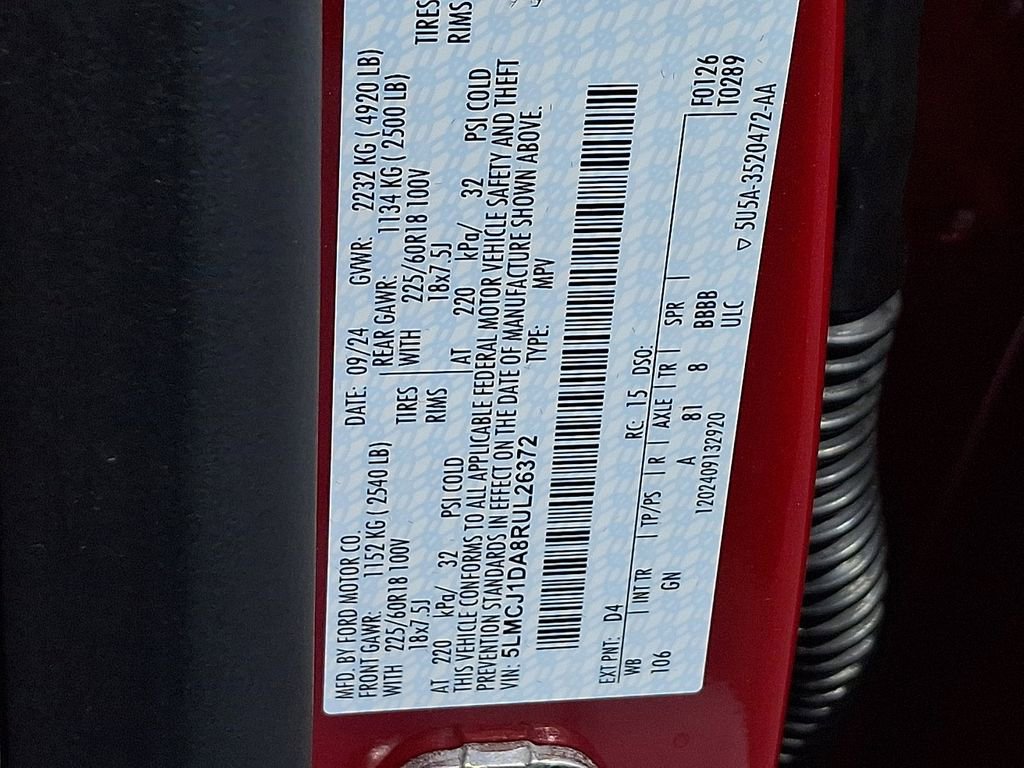 MFD. BY FORD MOTOR CO. DATE: 09/24 GVWR: 2232 KG ( 4920 LB)
FRONT GAWR: 1152 KG ( 2540 LB) REAR GAWR: 1134 KG ( 2500 LB)
WITH 225/60R18 100V TIRES WITH 225/60R18 100V TIRES
18x7.5J RIMS 18x7.5J RIMS
AT 220 kPa/ 32 PSI COLD AT 220 kPa/ 32 PSI COLD
THIS VEHICLE CONFORMS TO ALL APPLICABLE FEDERAL MOTOR VEHICLE SAFETY AND THEFT
PREVENTION STANDARDS IN EFFECT ON THE DATE OF MANUFACTURE SHOWN ABOVE.
VIN: 5LMCJ1DA8RUL26372 TYPE: MPV
EXT PNT: D4 RC: 15 DSO: F0126
WB INT TR TP/PS R AXLE TR SPR T0289
106 GN A 81 8 BBBB
1202409132920 ULC
▽ 5U5A-3520472-AA